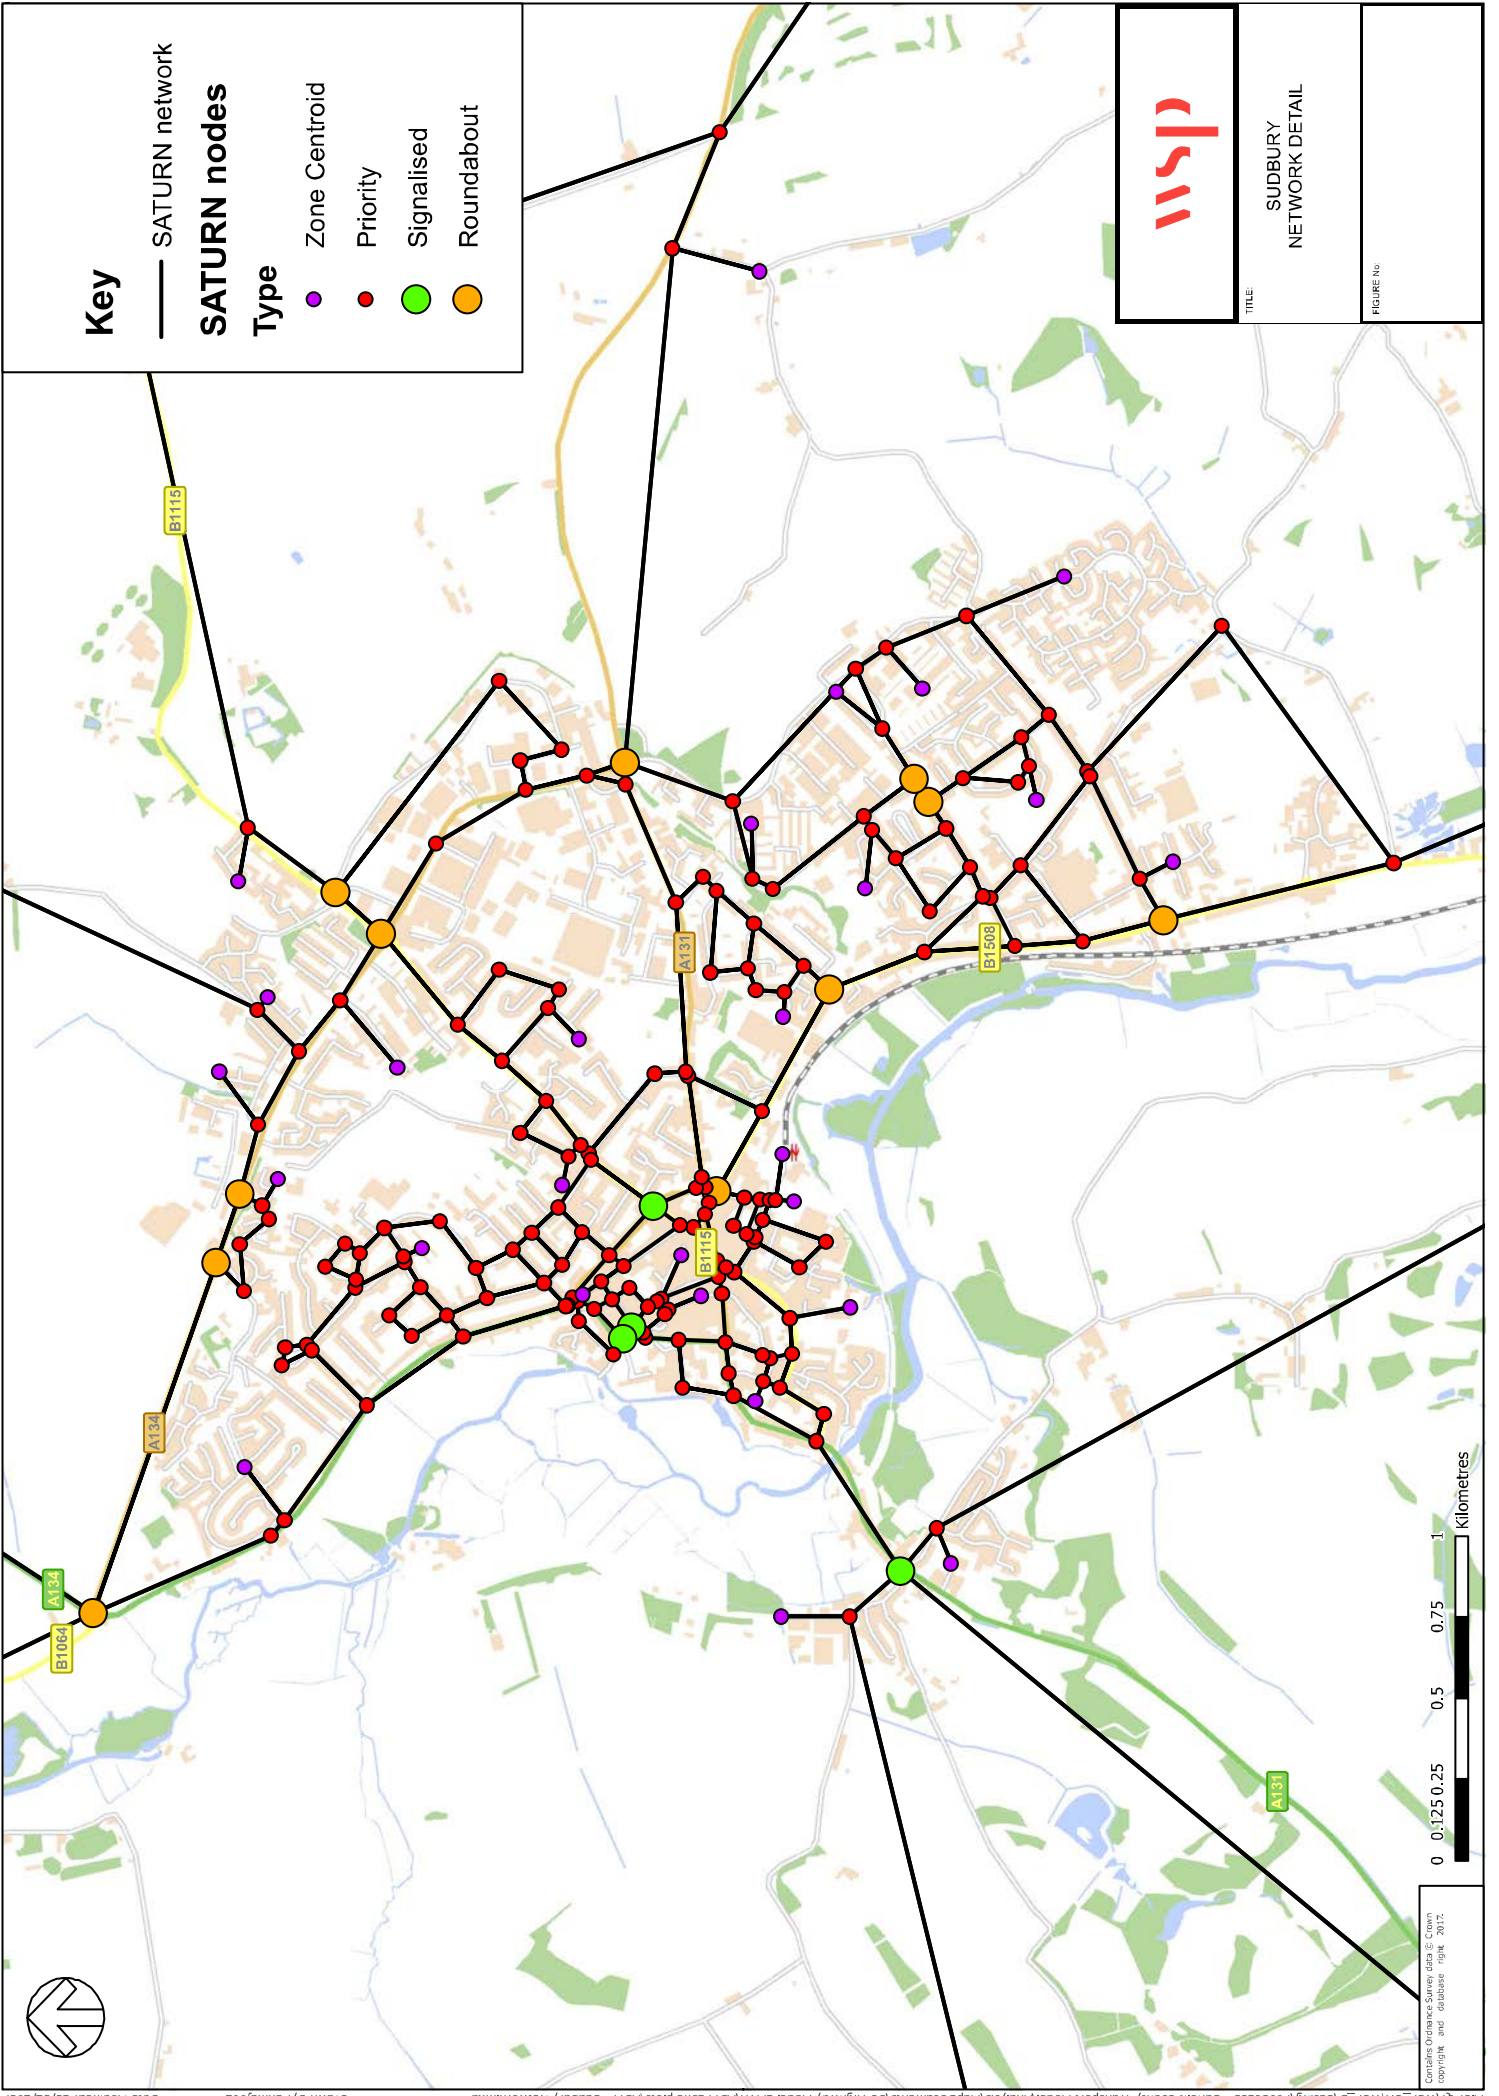 Key
SATURN network
SATURN nodes
Type
Zone Centroid
Priority
Signalised
Roundabout
wsp
TITLE:
SUDBURY
NETWORK DETAIL
FIGURE No:
B1115
A131
B1508
B1115
A134
A134
B1064
A131
0 0.125 0.25 0.5 0.75 1
Kilometres
Contains Ordnance Survey data © Crown
copyright and database right 2017.